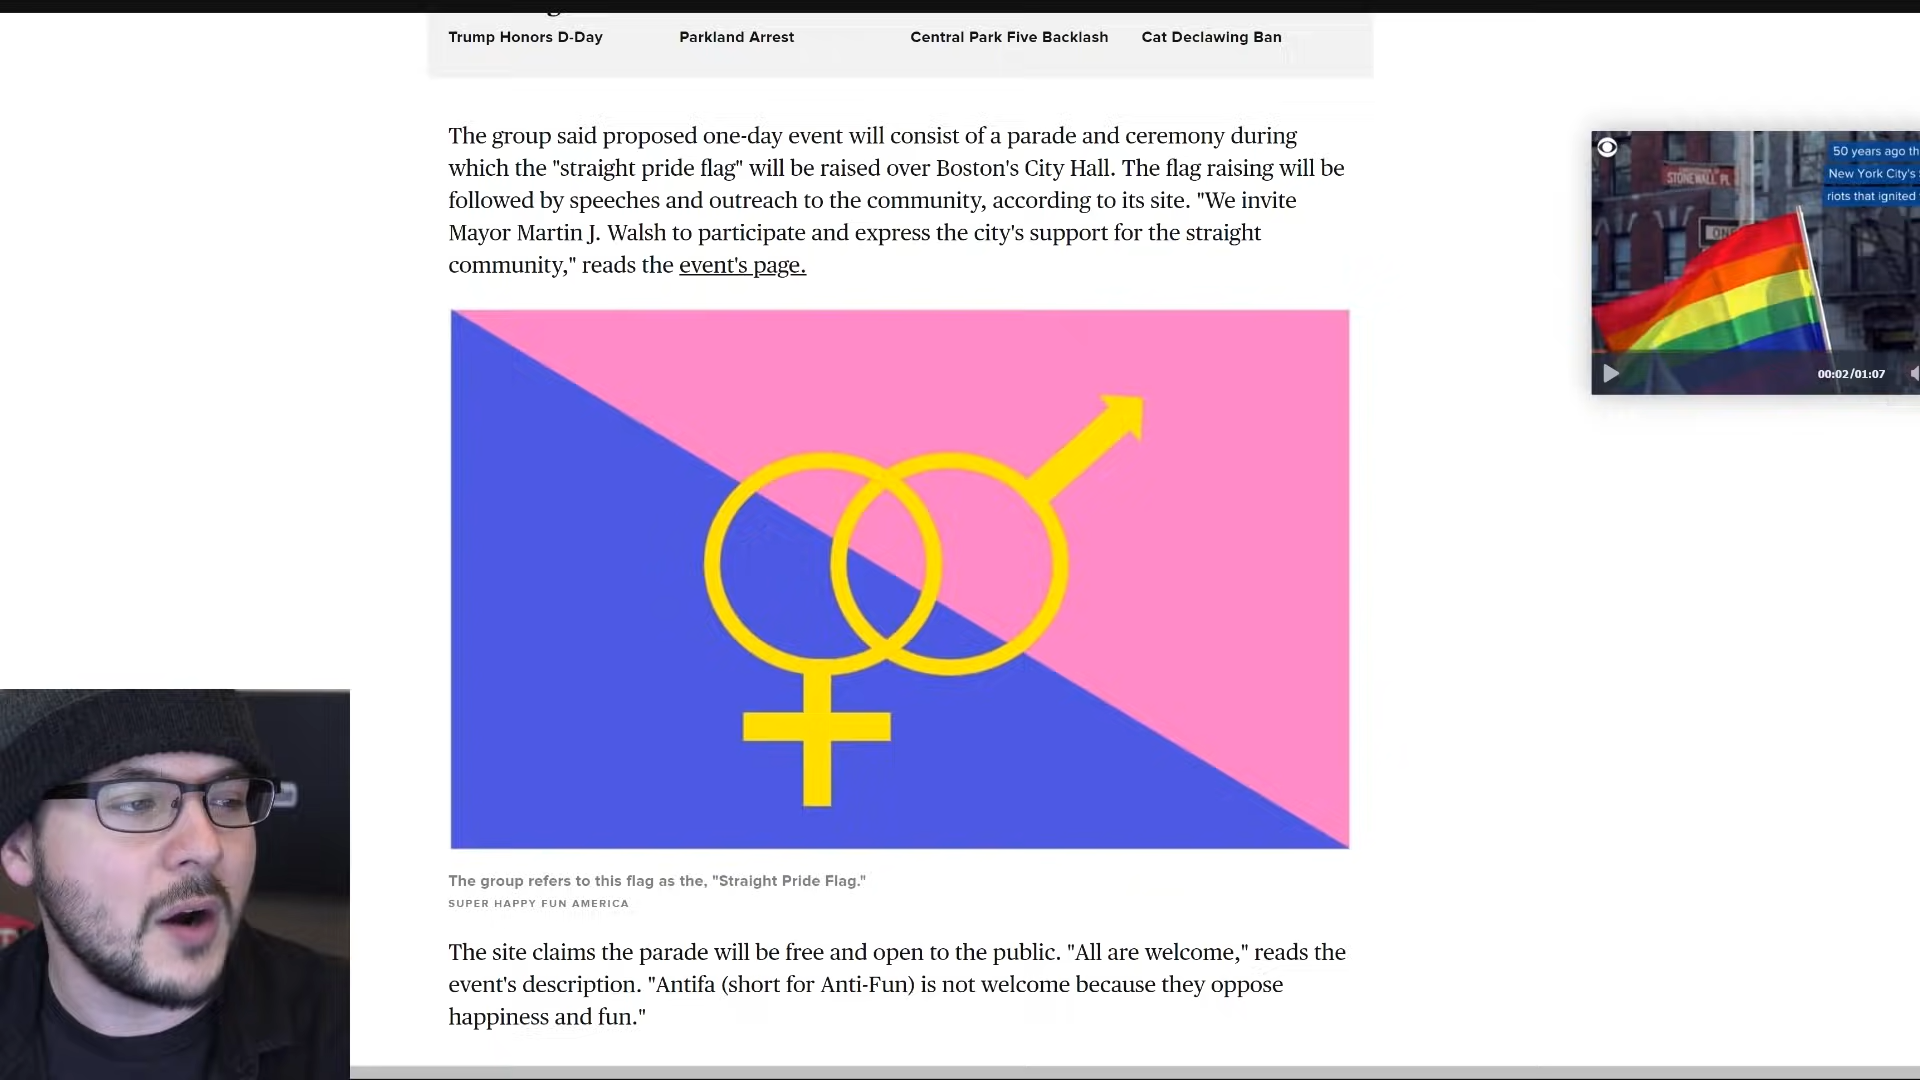 Trump Honors D-Day
Parkland Arrest
Central Park Five Backlash
Cat Declawing Ban
The group said proposed one-day event will consist of a parade and ceremony during
which the "straight pride flag" will be raised over Boston's City Hall. The flag raising will be
followed by speeches and outreach to the community, according to its site. "We invite
Mayor Martin J. Walsh to participate and express the city's support for the straight
community," reads the event's page.
50 years ago th
New York City's
riots that ignited
STONEWALL PL
ONE
00:02/01:07
The group refers to this flag as the, "Straight Pride Flag."
SUPER HAPPY FUN AMERICA
The site claims the parade will be free and open to the public. "All are welcome," reads the
event's description. "Antifa (short for Anti-Fun) is not welcome because they oppose
happiness and fun."